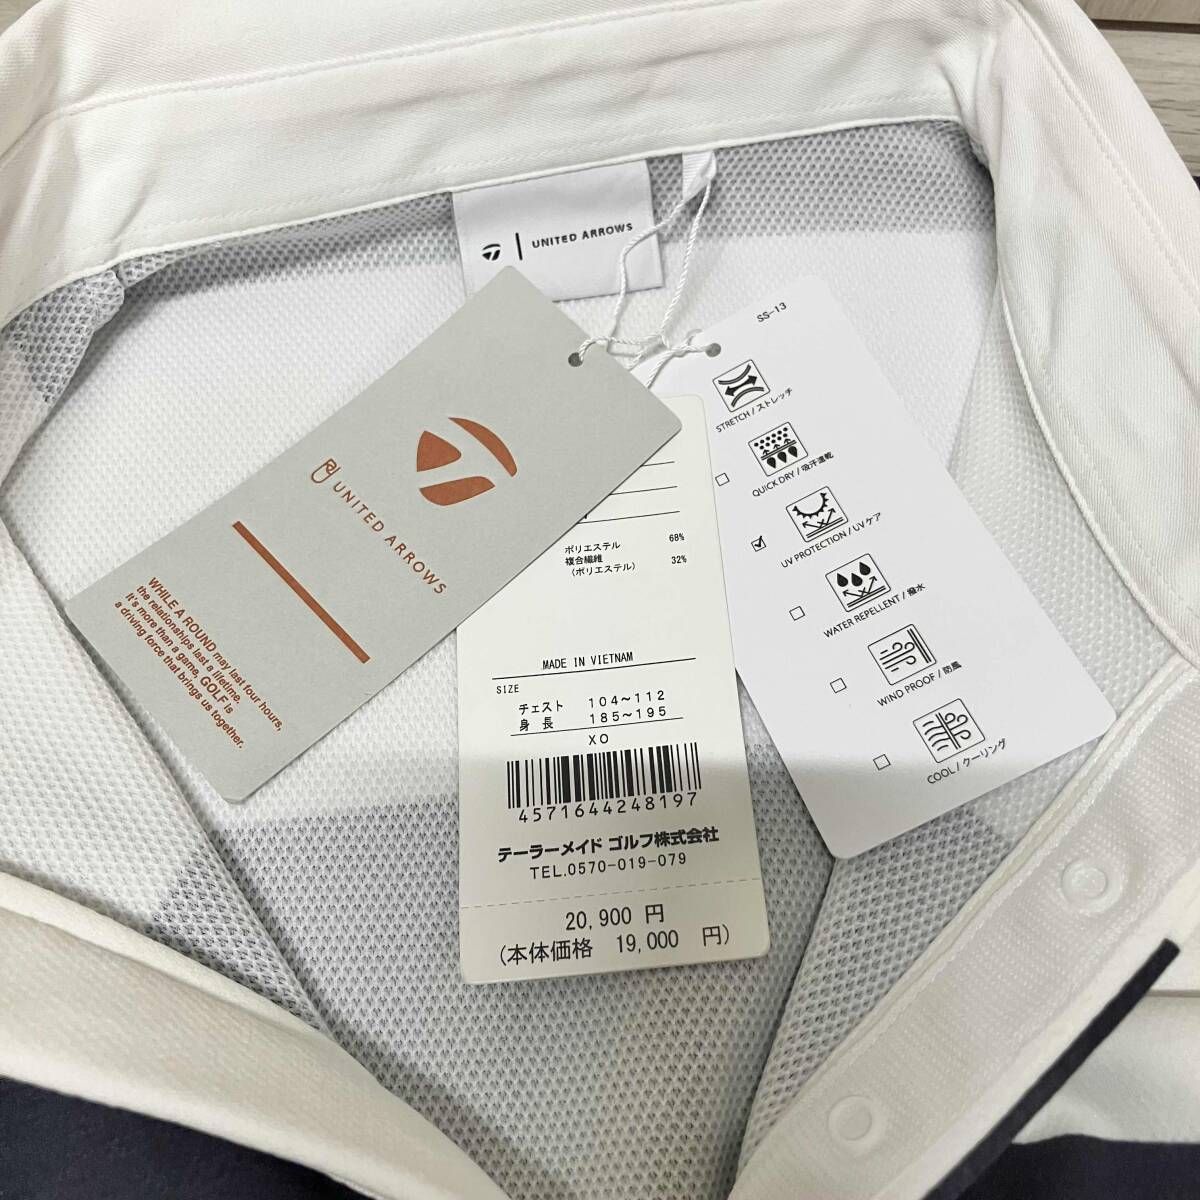 UNITED ARROWS
UNITED ARROWS
WHILE A ROUND may last four hours,
the relationships last a lifetime.
It's more than a game, GOLF is
a driving force that brings us together.
ポリエステル 68%
複合繊維
(ポリエステル) 32%
MADE IN VIETNAM
SIZE
チェスト 104~112
身長 185~195
XO
4571644248197
テーラーメイド ゴルフ株式会社
TEL.0570-019-079
20,900 円
(本体価格 19,000 円)
SS-13
STRETCH / ストレッチ
QUICK DRY / 吸汗速乾
UV PROTECTION / UV ケア
WATER REPELLENT / 撥水
WIND PROOF / 防風
COOL / クーリング